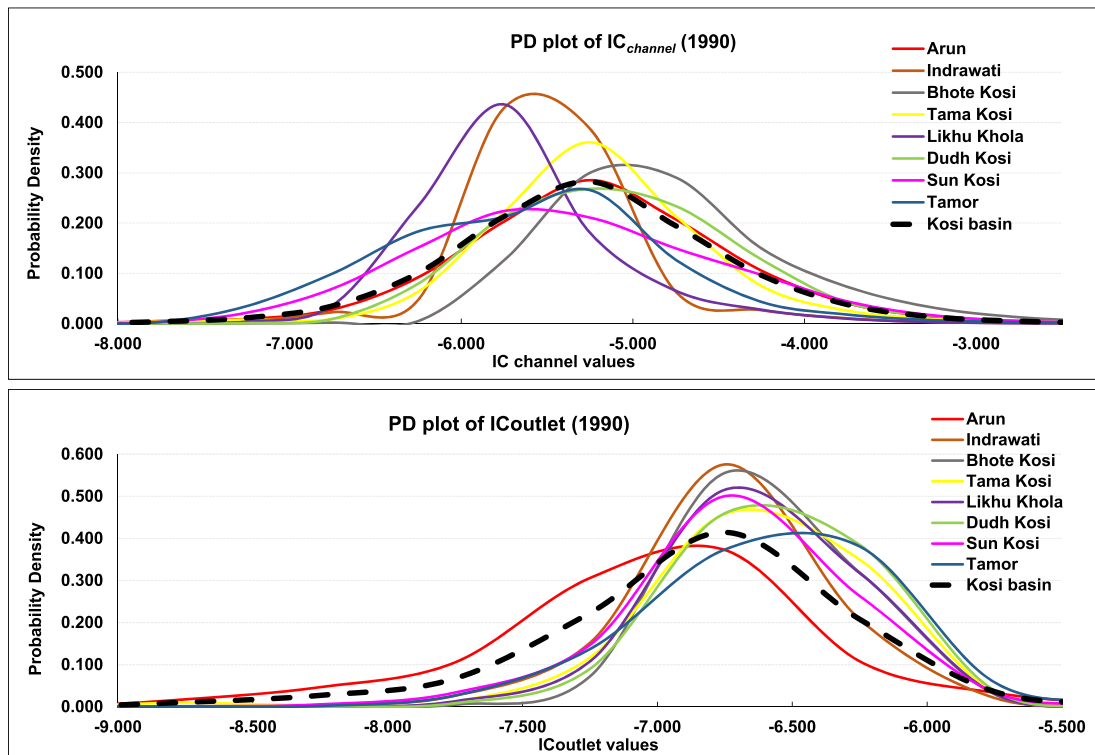 PD plot of ICchannel (1990)
Probability Density
0.500
0.400
0.300
0.200
0.100
0.000
-8.000 -7.000 -6.000 -5.000 -4.000 -3.000
IC channel values
Arun
Indrawati
Bhote Kosi
Tama Kosi
Likhu Khola
Dudh Kosi
Sun Kosi
Tamor
Kosi basin
PD plot of ICoutlet (1990)
Probability Density
0.600
0.500
0.400
0.300
0.200
0.100
0.000
-9.000 -8.500 -8.000 -7.500 -7.000 -6.500 -6.000 -5.500
ICoutlet values
Arun
Indrawati
Bhote Kosi
Tama Kosi
Likhu Khola
Dudh Kosi
Sun Kosi
Tamor
Kosi basin